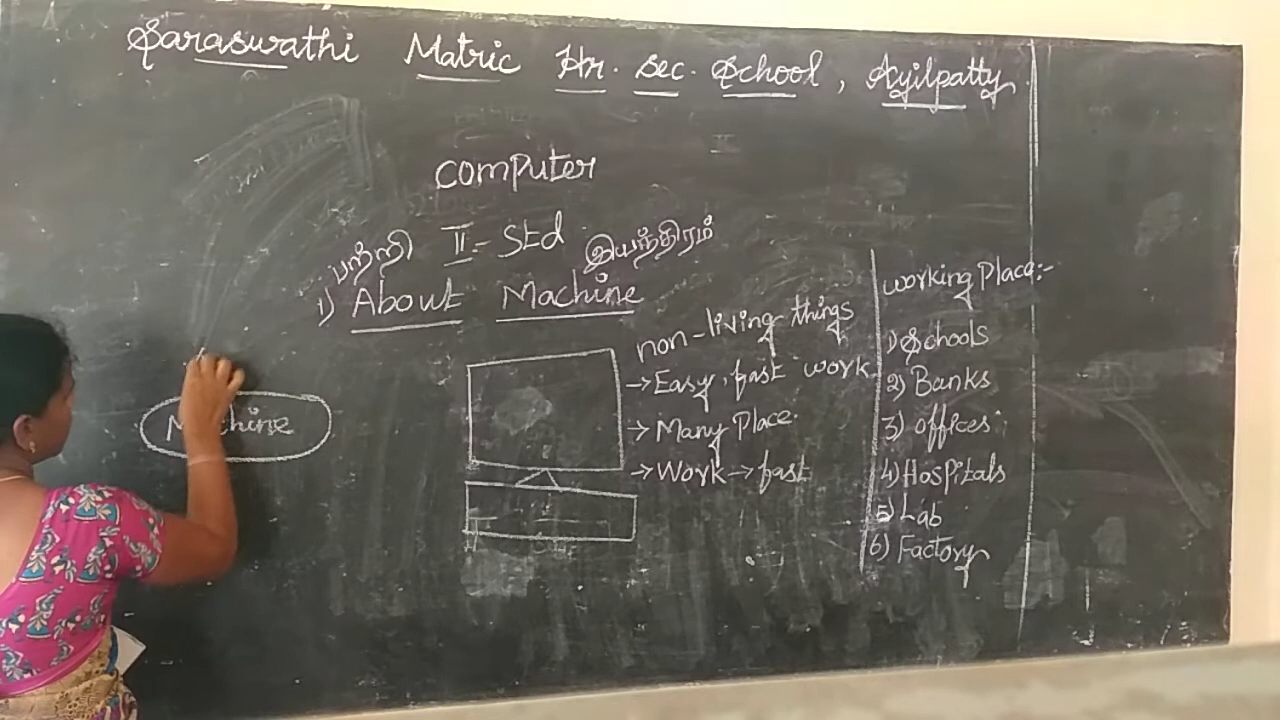 Saraswathi Matric Hr. Sec. School, Ayilpatty.
Computer
II - Std
பற்றி இயந்திரம்
1) About Machine
non-living things
→ Easy, fast work
→ Many Place
→ Work → fast
Machine
Working Place:-
1) Schools
2) Banks
3) offices
4) Hospitals
5) Lab
6) Factory